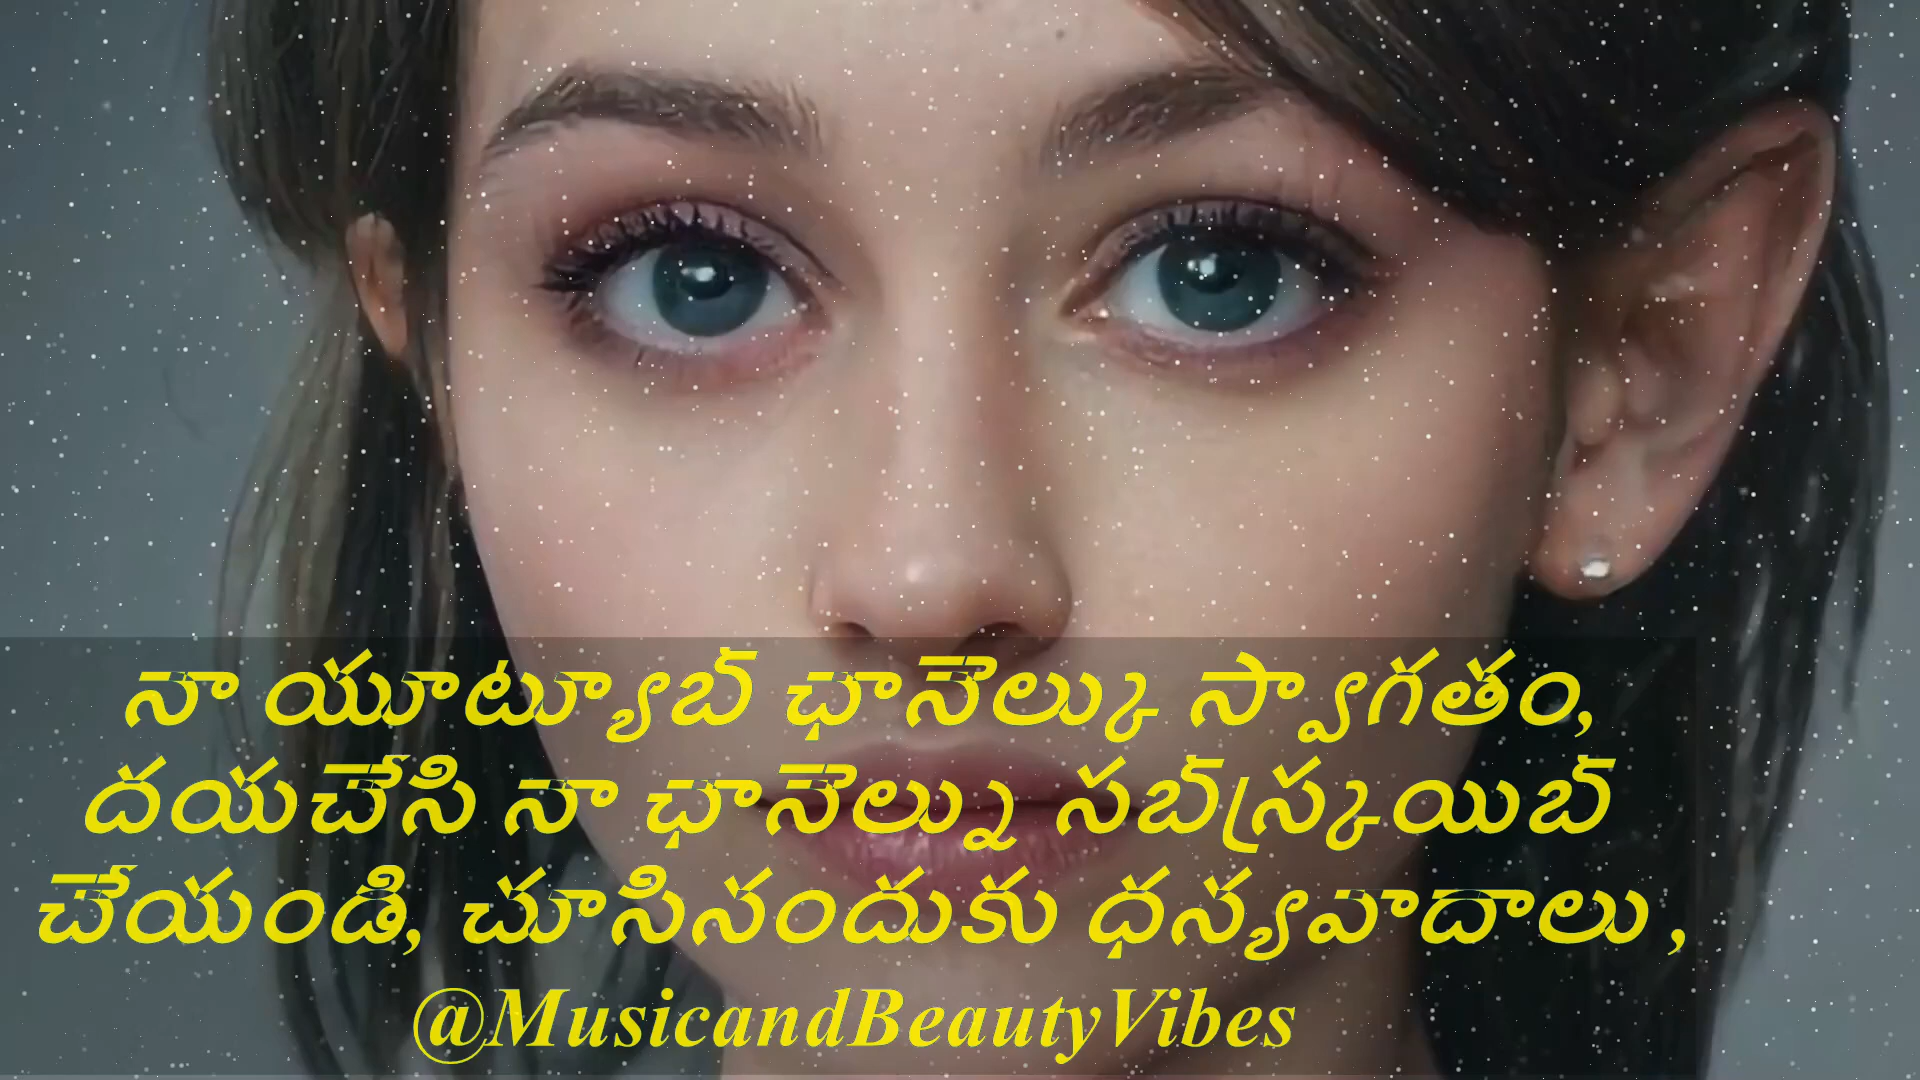 నా యూట్యూబ్ ఛానెల్కు స్వాగతం,
దయచేసి నా ఛానెల్ను సబ్‌స్క్రయిబ్
చేయండి, చూసినందుకు ధన్యవాదాలు,
@MusicandBeautyVibes